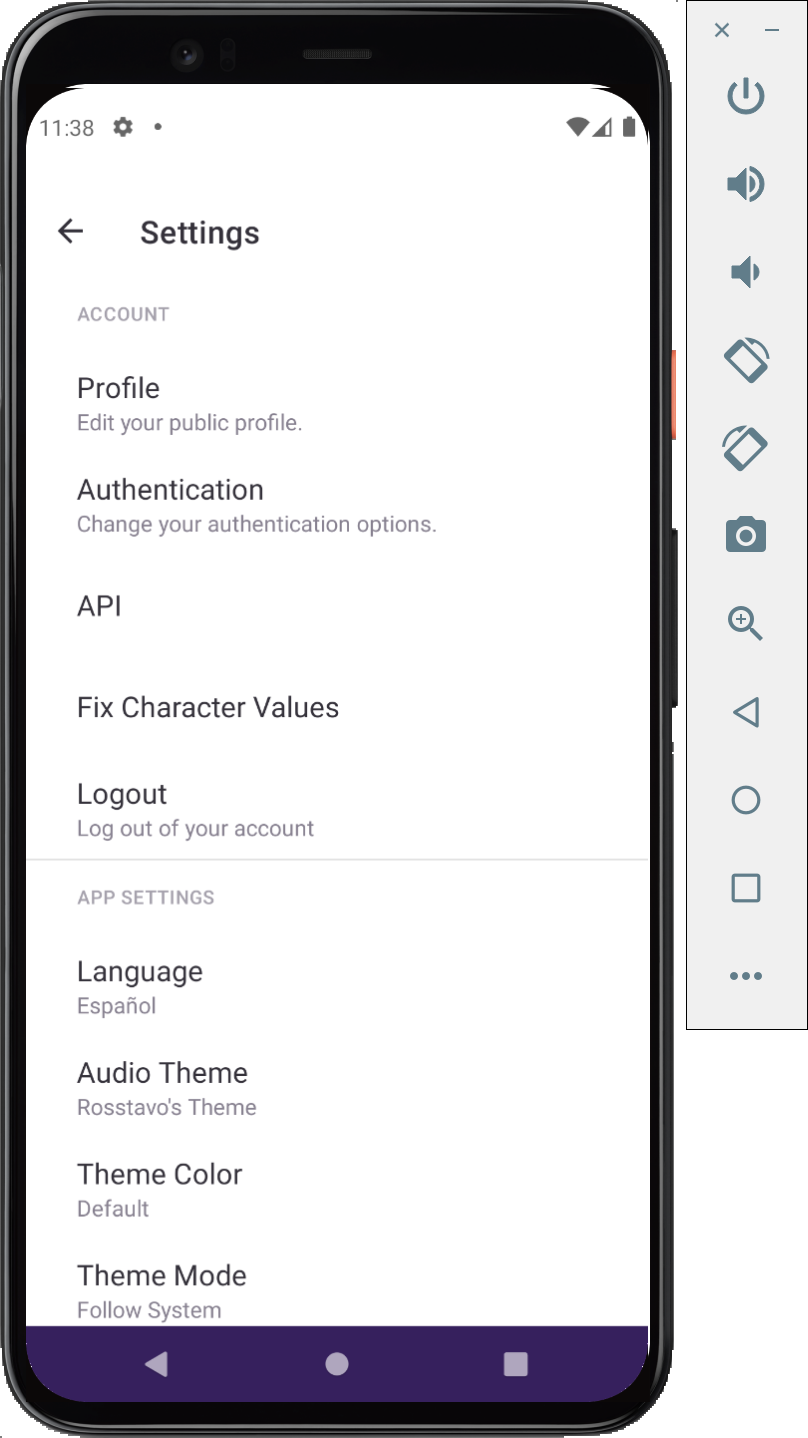 11:38
Settings
ACCOUNT
Profile
Edit your public profile.
Authentication
Change your authentication options.
API
Fix Character Values
Logout
Log out of your account
APP SETTINGS
Language
Español
Audio Theme
Rosstavo's Theme
Theme Color
Default
Theme Mode
Follow System